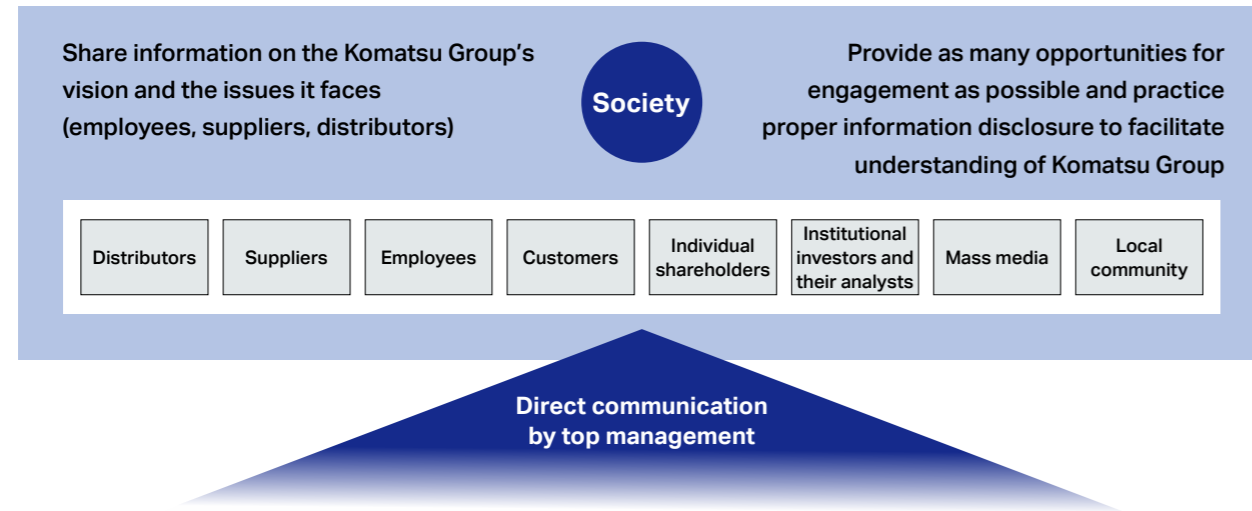 Share information on the Komatsu Group's
vision and the issues it faces
(employees, suppliers, distributors)
Society
Provide as many opportunities for
engagement as possible and practice
proper information disclosure to facilitate
understanding of Komatsu Group
Distributors
Suppliers
Employees
Customers
Individual
shareholders
Institutional
investors and
their analysts
Mass media
Local
community
Direct communication
by top management